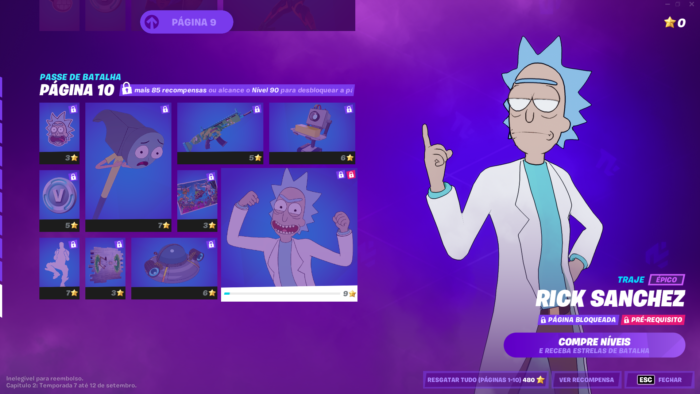 PÁGINA 9
0
PASSE DE BATALHA
PÁGINA 10
mais 85 recompensas ou alcance o Nível 90 para desbloquear a pá
3
7
5
6
5
V
3
7
3
6
9
TRAJE ÉPICO
RICK SANCHEZ
PÁGINA BLOQUEADA PRÉ-REQUISITO
COMPRE NÍVEIS
E RECEBA ESTRELAS DE BATALHA
Inelegível para reembolso.
Capítulo 2: Temporada 7 até 12 de setembro.
RESGATAR TUDO (PÁGINAS 1-10) 480
VER RECOMPENSA
ESC FECHAR